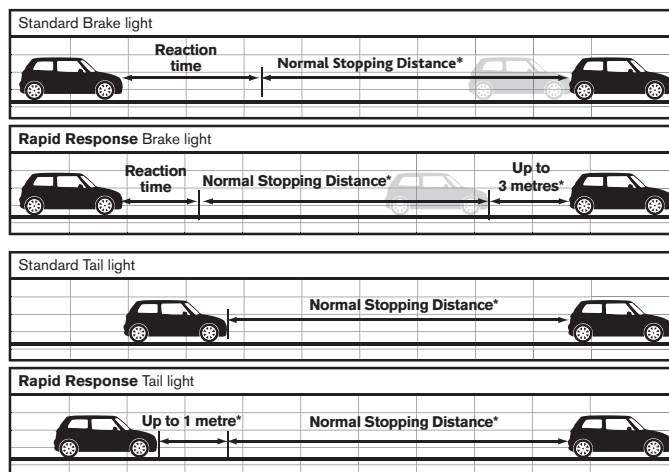 Standard Brake light
Reaction
time
Normal Stopping Distance*
Rapid Response Brake light
Reaction
time
Normal Stopping Distance*
Up to
3 metres*
Standard Tail light
Normal Stopping Distance*
Rapid Response Tail light
Up to 1 metre*
Normal Stopping Distance*